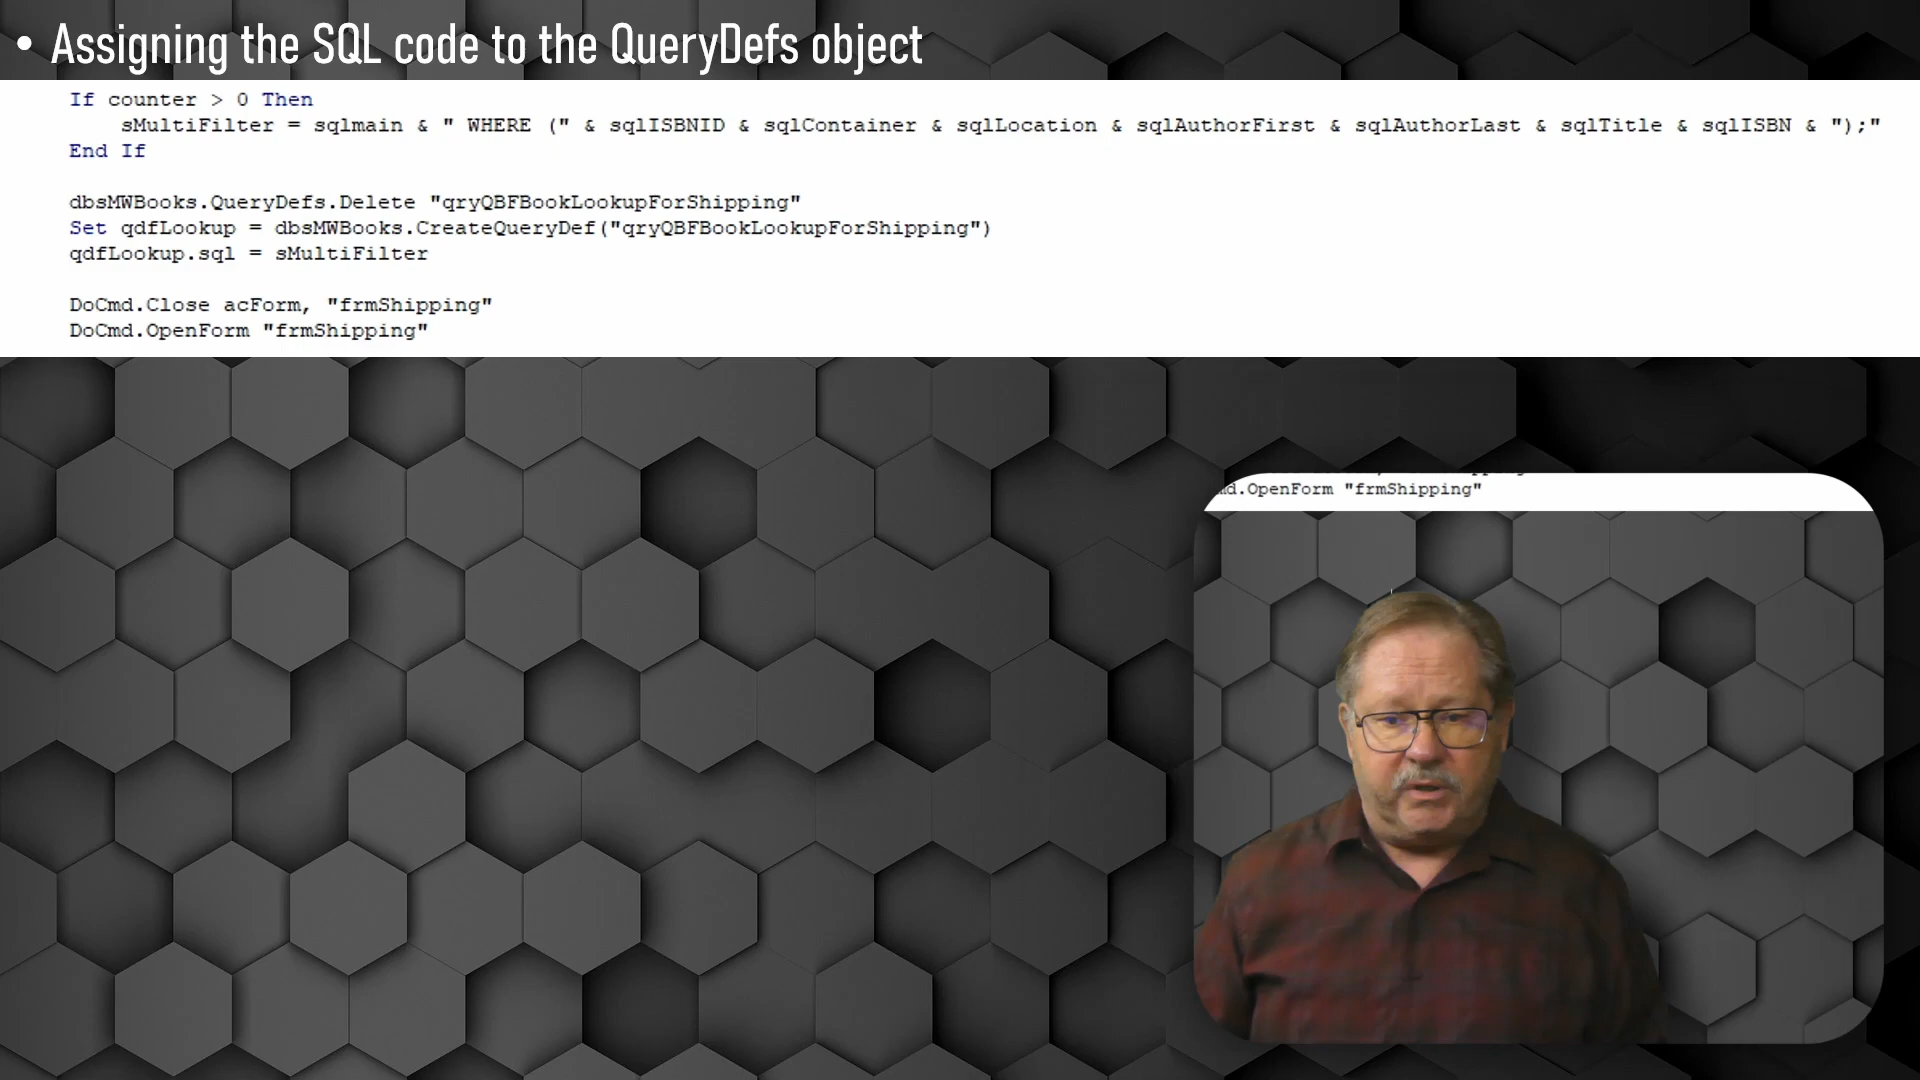 • Assigning the SQL code to the QueryDefs object
If counter > 0 Then
sMultiFilter = sqlmain & " WHERE (" & sqlISBNID & sqlContainer & sqlLocation & sqlAuthorFirst & sqlAuthorLast & sqlTitle & sqlISBN & ");"
End If
dbsMWBooks.QueryDefs.Delete "qryQBFBookLookupForShipping"
Set qdfLookup = dbsMWBooks.CreateQueryDef("qryQBFBookLookupForShipping")
qdfLookup.sql = sMultiFilter
DoCmd.Close acForm, "frmShipping"
DoCmd.OpenForm "frmShipping"
md.OpenForm "frmShipping"